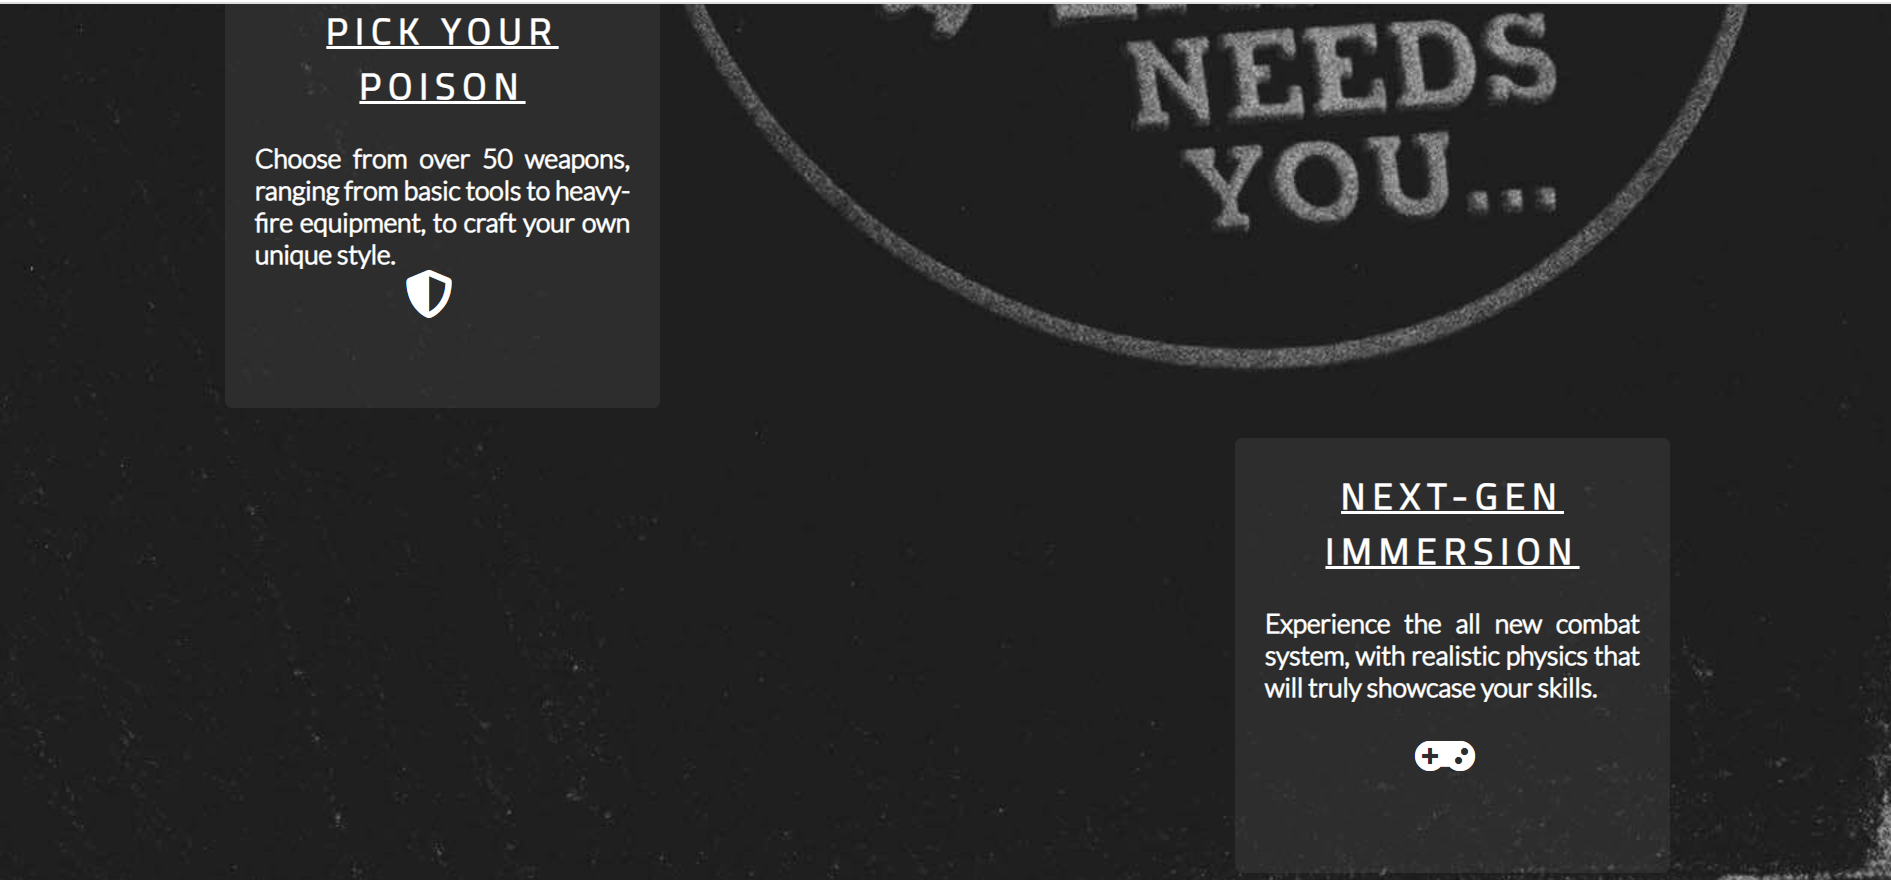 PICK YOUR
POISON
Choose from over 50 weapons,
ranging from basic tools to heavy-
fire equipment, to craft your own
unique style.
NEEDS
YOU...
NEXT-GEN
IMMERSION
Experience the all new combat
system, with realistic physics that
will truly showcase your skills.